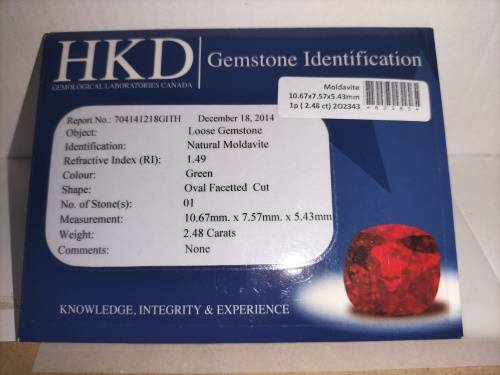 HKD
GEMOLOGICAL LABORATORIES CANADA
Gemstone Identification
Moldavite
10.67x7.57x5.43mm
1p ( 2.48 ct) ZO2343
Report No.: 704141218GITH December 18, 2014
Object: Loose Gemstone
Identification: Natural Moldavite
Refractive Index (RI): 1.49
Colour: Green
Shape: Oval Facetted Cut
No. of Stone(s) 01
Measurement: 10.67mm. x 7.57mm. x 5.43mm
Weight: 2.48 Carats
Comments: None
KNOWLEDGE, INTEGRITY & EXPERIENCE